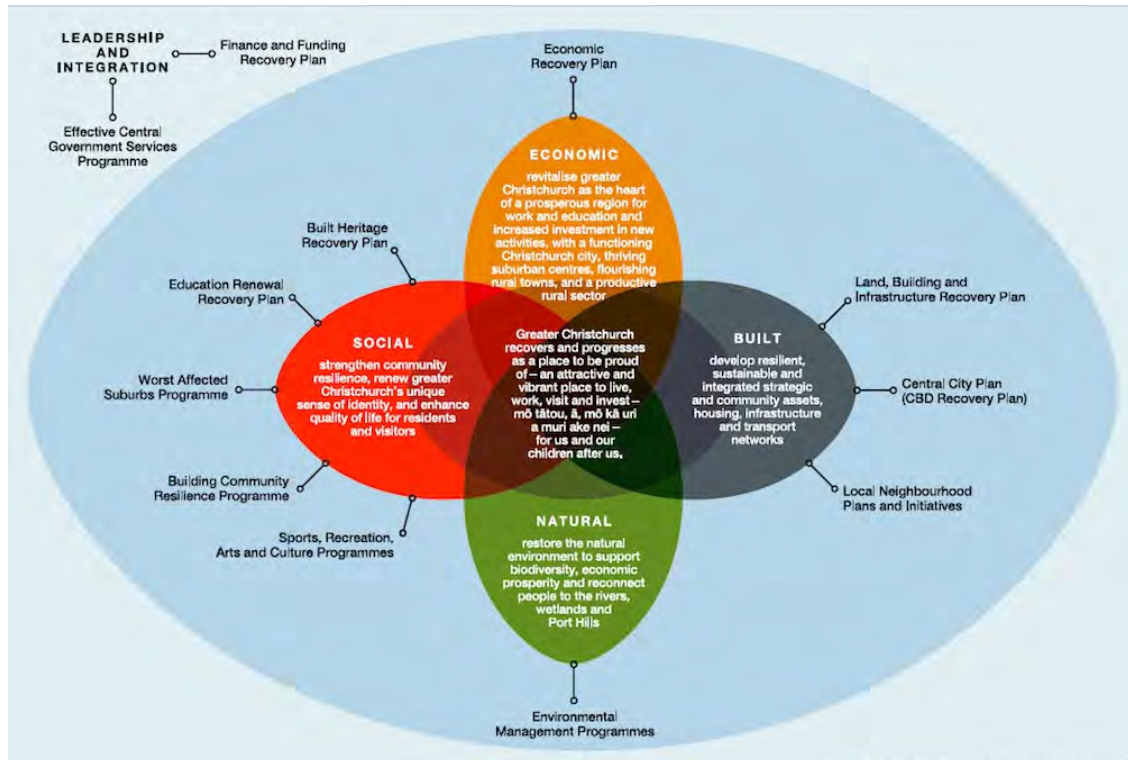 LEADERSHIP
AND
INTEGRATION
Finance and Funding
Recovery Plan
Effective Central
Government Services
Programme
Economic
Recovery Plan
ECONOMIC
revitalise greater
Christchurch as the heart
of a prosperous region for
work and education and
increased investment in new
activities, with a functioning
Christchurch city, thriving
suburban centres, flourishing
rural towns, and a productive
rural sector
Built Heritage
Recovery Plan
Education Renewal
Recovery Plan
Worst Affected
Suburbs Programme
Building Community
Resilience Programme
Sports, Recreation,
Arts and Culture Programmes
SOCIAL
strengthen community
resilience, renew greater
Christchurch's unique
sense of identity, and enhance
quality of life for residents
and visitors
Greater Christchurch
recovers and progresses
as a place to be proud
of – an attractive and
vibrant place to live,
work, visit and invest –
mō tātou, ā, mō kā uri
a muri ake nei –
for us and our
children after us.
BUILT
develop resilient,
sustainable and
integrated strategic
and community assets,
housing, infrastructure
and transport
networks
Land, Building and
Infrastructure Recovery Plan
Central City Plan
(CBD Recovery Plan)
Local Neighbourhood
Plans and Initiatives
NATURAL
restore the natural
environment to support
biodiversity, economic
prosperity and reconnect
people to the rivers,
wetlands and
Port Hills
Environmental
Management Programmes